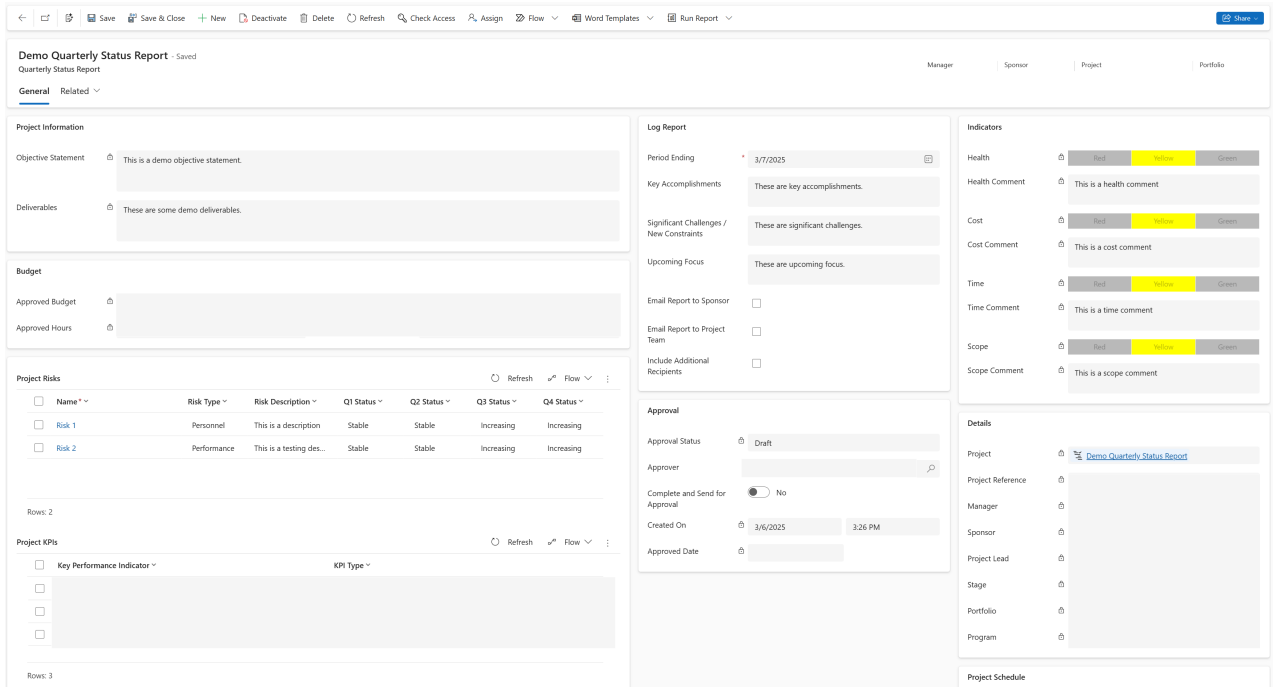 Save Save & Close New Deactivate Delete Refresh Check Access Assign Flow Word Templates Run Report Share
Demo Quarterly Status Report - Saved
Quarterly Status Report
Manager Sponsor Project Portfolio
General Related
Project Information
Objective Statement This is a demo objective statement.
Deliverables These are some demo deliverables.
Budget
Approved Budget
Approved Hours
Project Risks Refresh Flow
Name* Risk Type Risk Description Q1 Status Q2 Status Q3 Status Q4 Status
Risk 1 Personnel This is a description Stable Stable Increasing Increasing
Risk 2 Performance This is a testing des... Stable Stable Increasing Increasing
Rows: 2
Project KPIs Refresh Flow
Key Performance Indicator KPI Type
Rows: 3
Log Report
Period Ending * 3/7/2025
Key Accomplishments These are key accomplishments.
Significant Challenges /
New Constraints
These are significant challenges.
Upcoming Focus These are upcoming focus.
Email Report to Sponsor
Email Report to Project
Team
Include Additional
Recipients
Approval
Approval Status Draft
Approver
Complete and Send for
Approval
No
Created On 3/6/2025 3:26 PM
Approved Date
Indicators
Health Red Yellow Green
Health Comment This is a health comment
Cost Red Yellow Green
Cost Comment This is a cost comment
Time Red Yellow Green
Time Comment This is a time comment
Scope Red Yellow Green
Scope Comment This is a scope comment
Details
Project Demo Quarterly Status Report
Project Reference
Manager
Sponsor
Project Lead
Stage
Portfolio
Program
Project Schedule